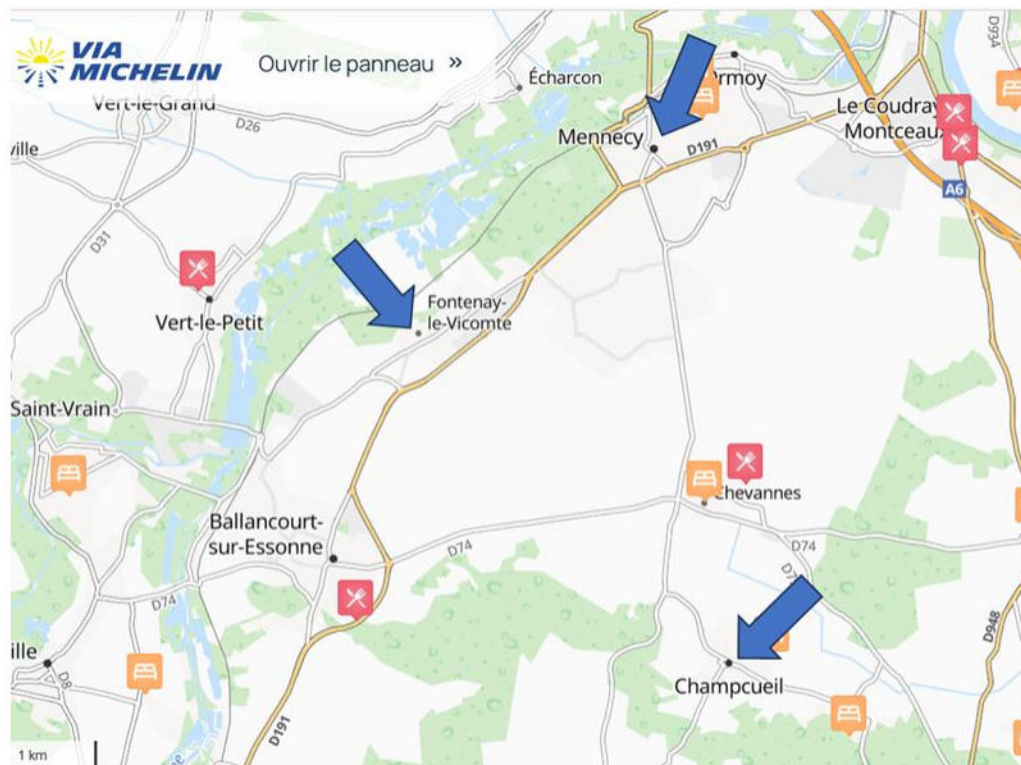 VIA
MICHELIN
Ouvrir le panneau »
Vert-le-Grand
Écharcon
Ormoy
D93A
D26
ville
Le Coudray
Montceaux
Mennecy
D191
A6
D31
Vert-le-Petit
Fontenay-
le-Vicomte
Saint-Vrain
Chevannes
Ballancourt-
sur-Essonne
D74
D74
D74
D948
ille
D8
Champcueil
D191
1 km